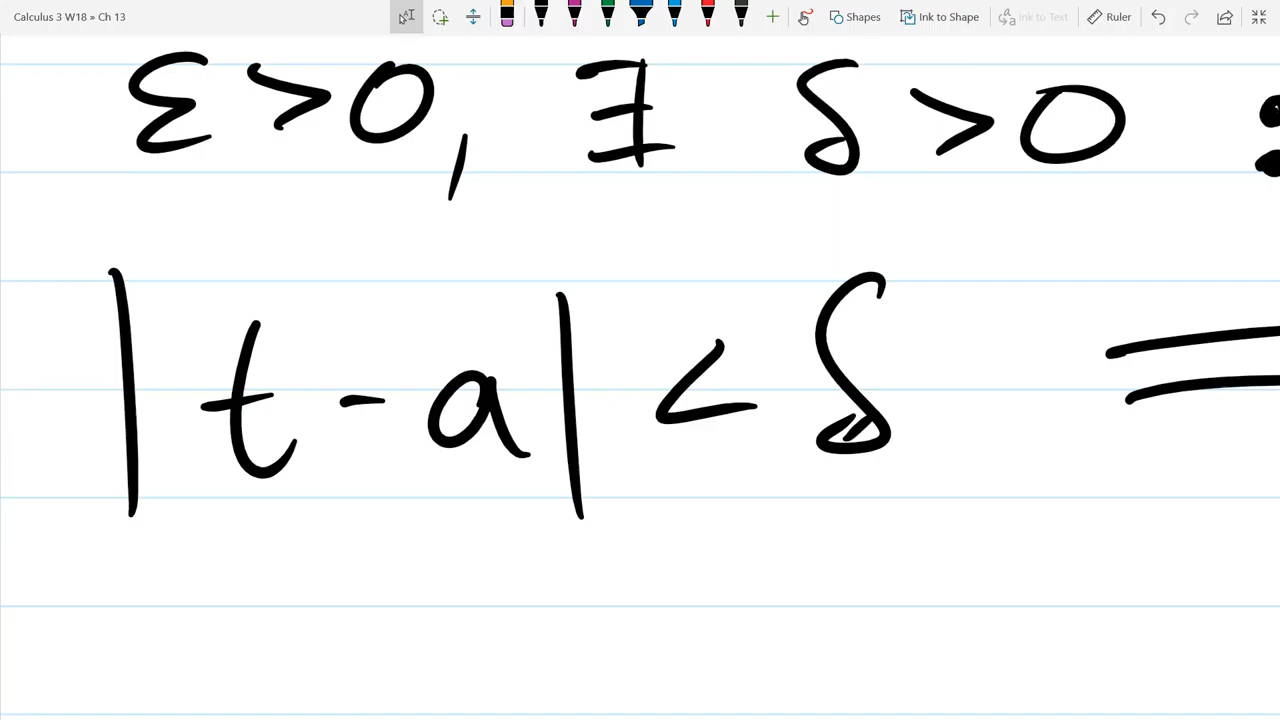 Calculus 3 W18 » Ch 13 Shapes Ink to Shape Ink to Text Ruler
ε>0, ∃ δ>0 :
|t-a|<δ =